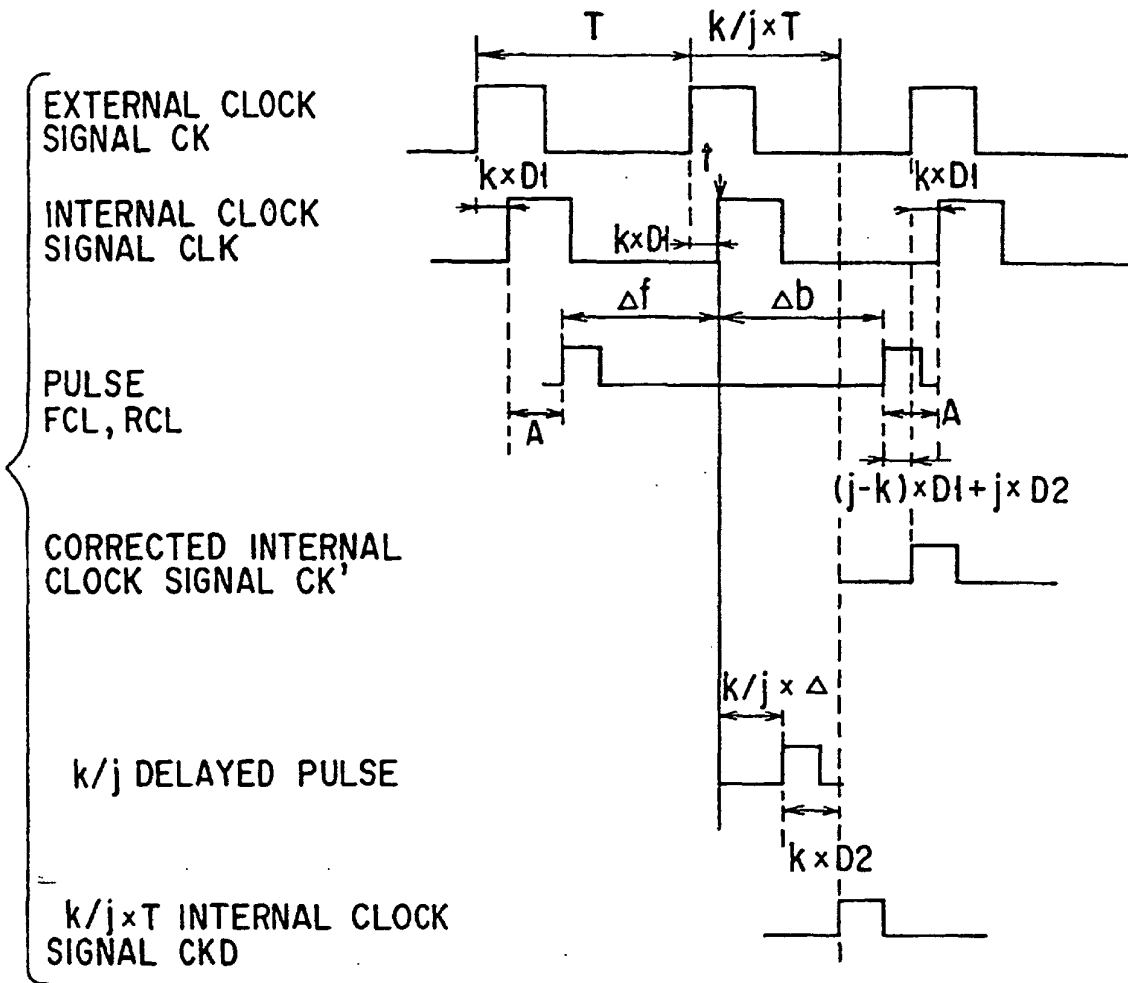 T
k/j×T
EXTERNAL CLOCK
SIGNAL CK
k×D1
t
k×D1
INTERNAL CLOCK
SIGNAL CLK
k×D1
Δf
Δb
PULSE
FCL, RCL
A
A
(j-k)×D1+j×D2
CORRECTED INTERNAL
CLOCK SIGNAL CK'
k/j × Δ
k/j DELAYED PULSE
k×D2
k/j×T INTERNAL CLOCK
SIGNAL CKD